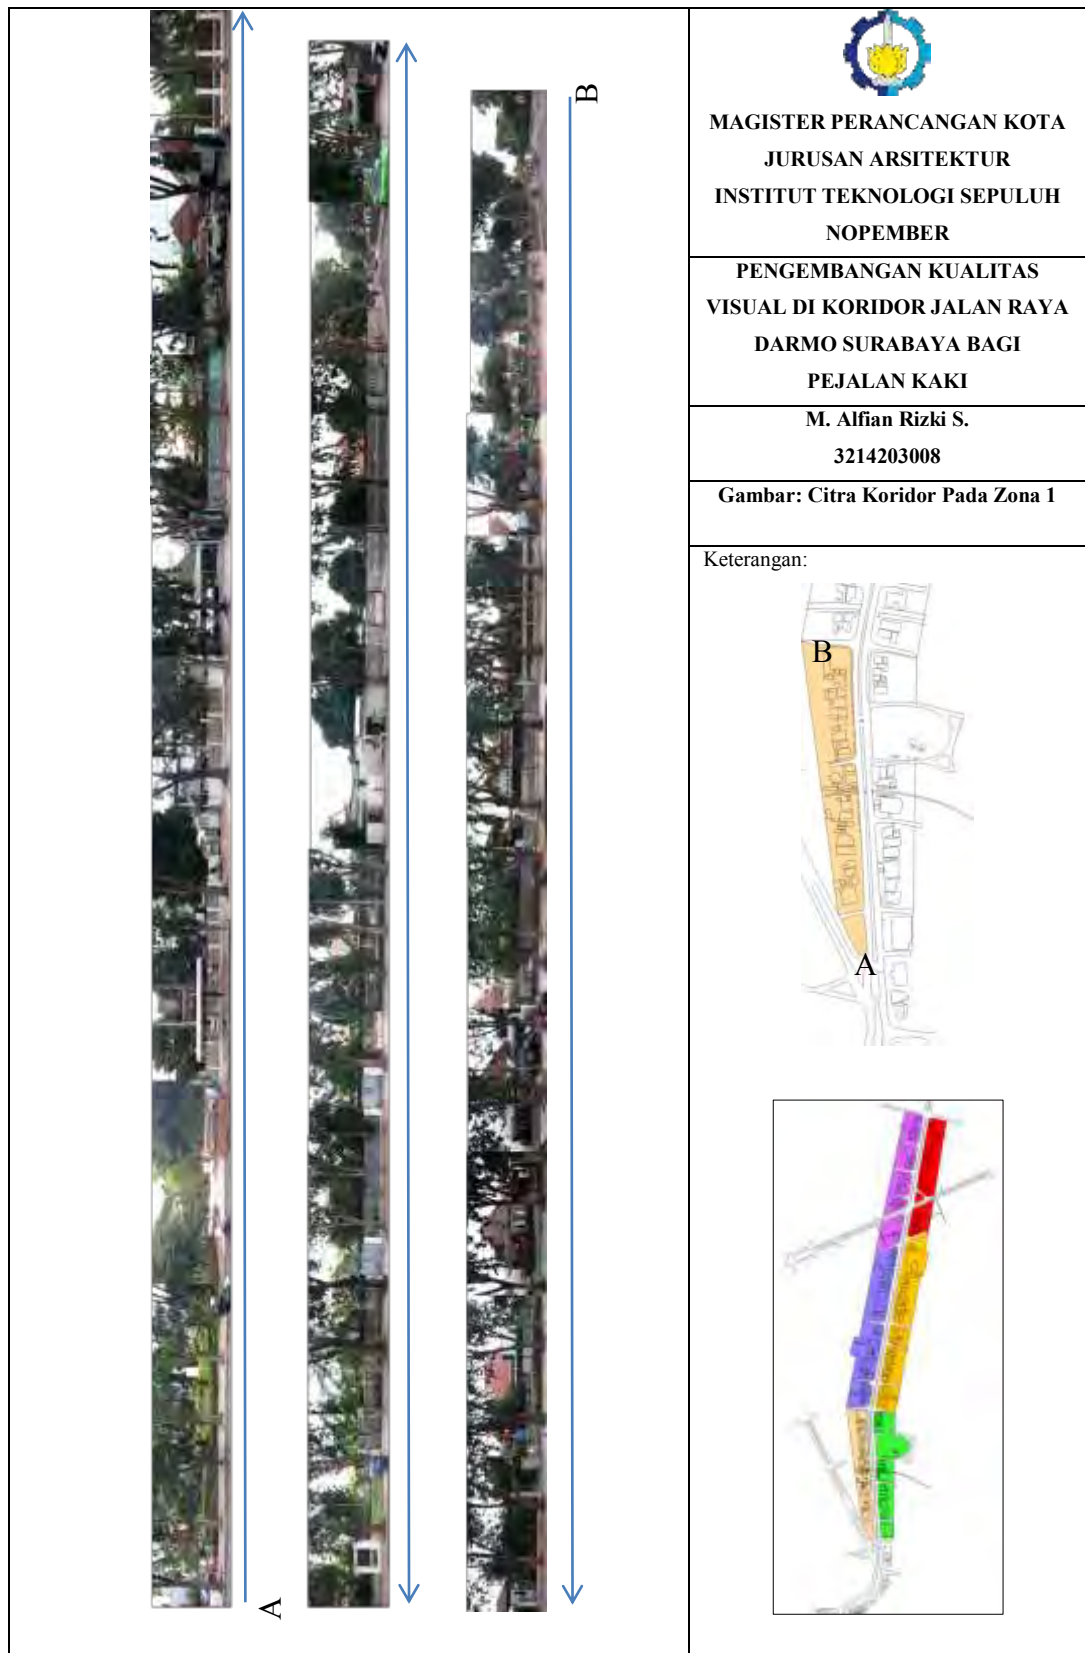 A
B
MAGISTER PERANCANGAN KOTA
JURUSAN ARSITEKTUR
INSTITUT TEKNOLOGI SEPULUH
NOPEMBER
PENGEMBANGAN KUALITAS
VISUAL DI KORIDOR JALAN RAYA
DARMO SURABAYA BAGI
PEJALAN KAKI
M. Alfian Rizki S.
3214203008
Gambar: Citra Koridor Pada Zona 1
Keterangan:
B
A